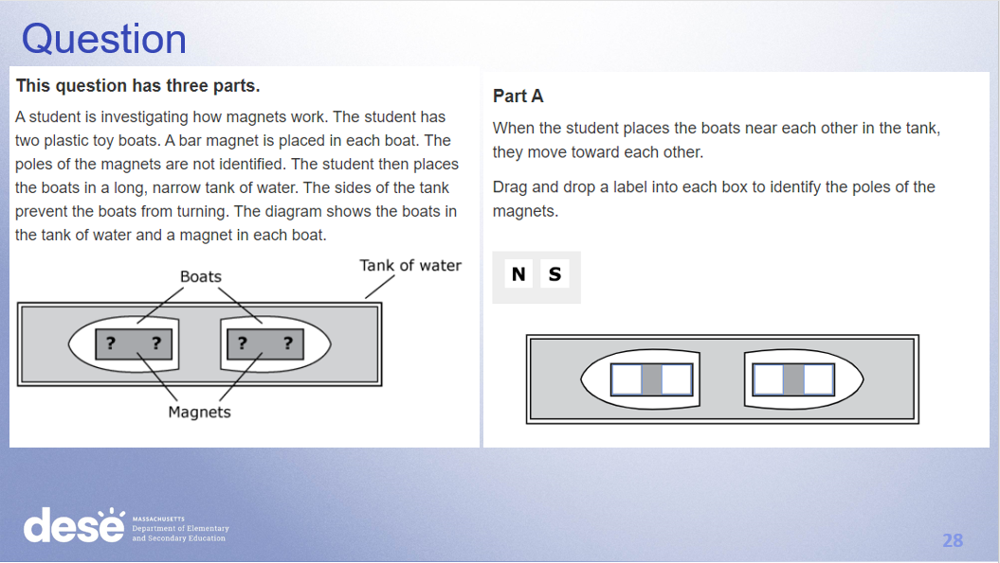 Question
This question has three parts.
A student is investigating how magnets work. The student has
two plastic toy boats. A bar magnet is placed in each boat. The
poles of the magnets are not identified. The student then places
the boats in a long, narrow tank of water. The sides of the tank
prevent the boats from turning. The diagram shows the boats in
the tank of water and a magnet in each boat.
Tank of water
Boats
? ? ? ?
Magnets
Part A
When the student places the boats near each other in the tank,
they move toward each other.
Drag and drop a label into each box to identify the poles of the
magnets.
N S
dese
MASSACHUSETTS
Department of Elementary
and Secondary Education
28